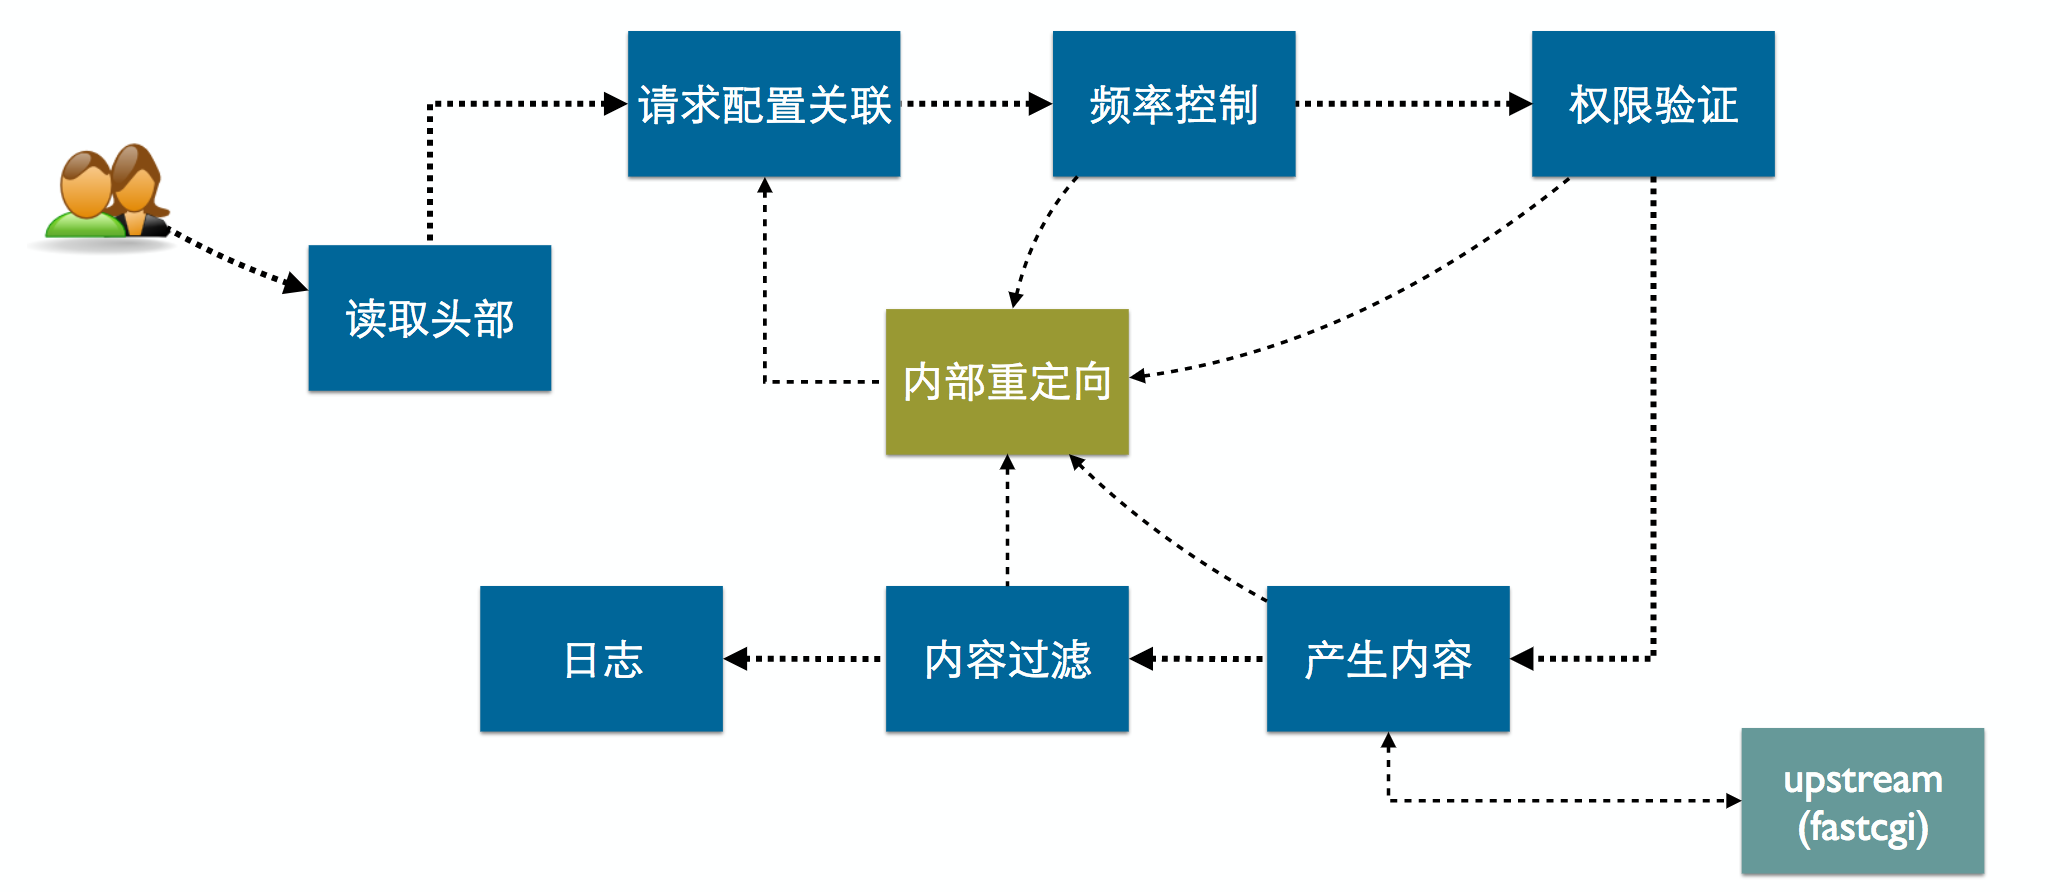 请求配置关联
频率控制
权限验证
读取头部
内部重定向
日志
内容过滤
产生内容
upstream
(fastcgi)